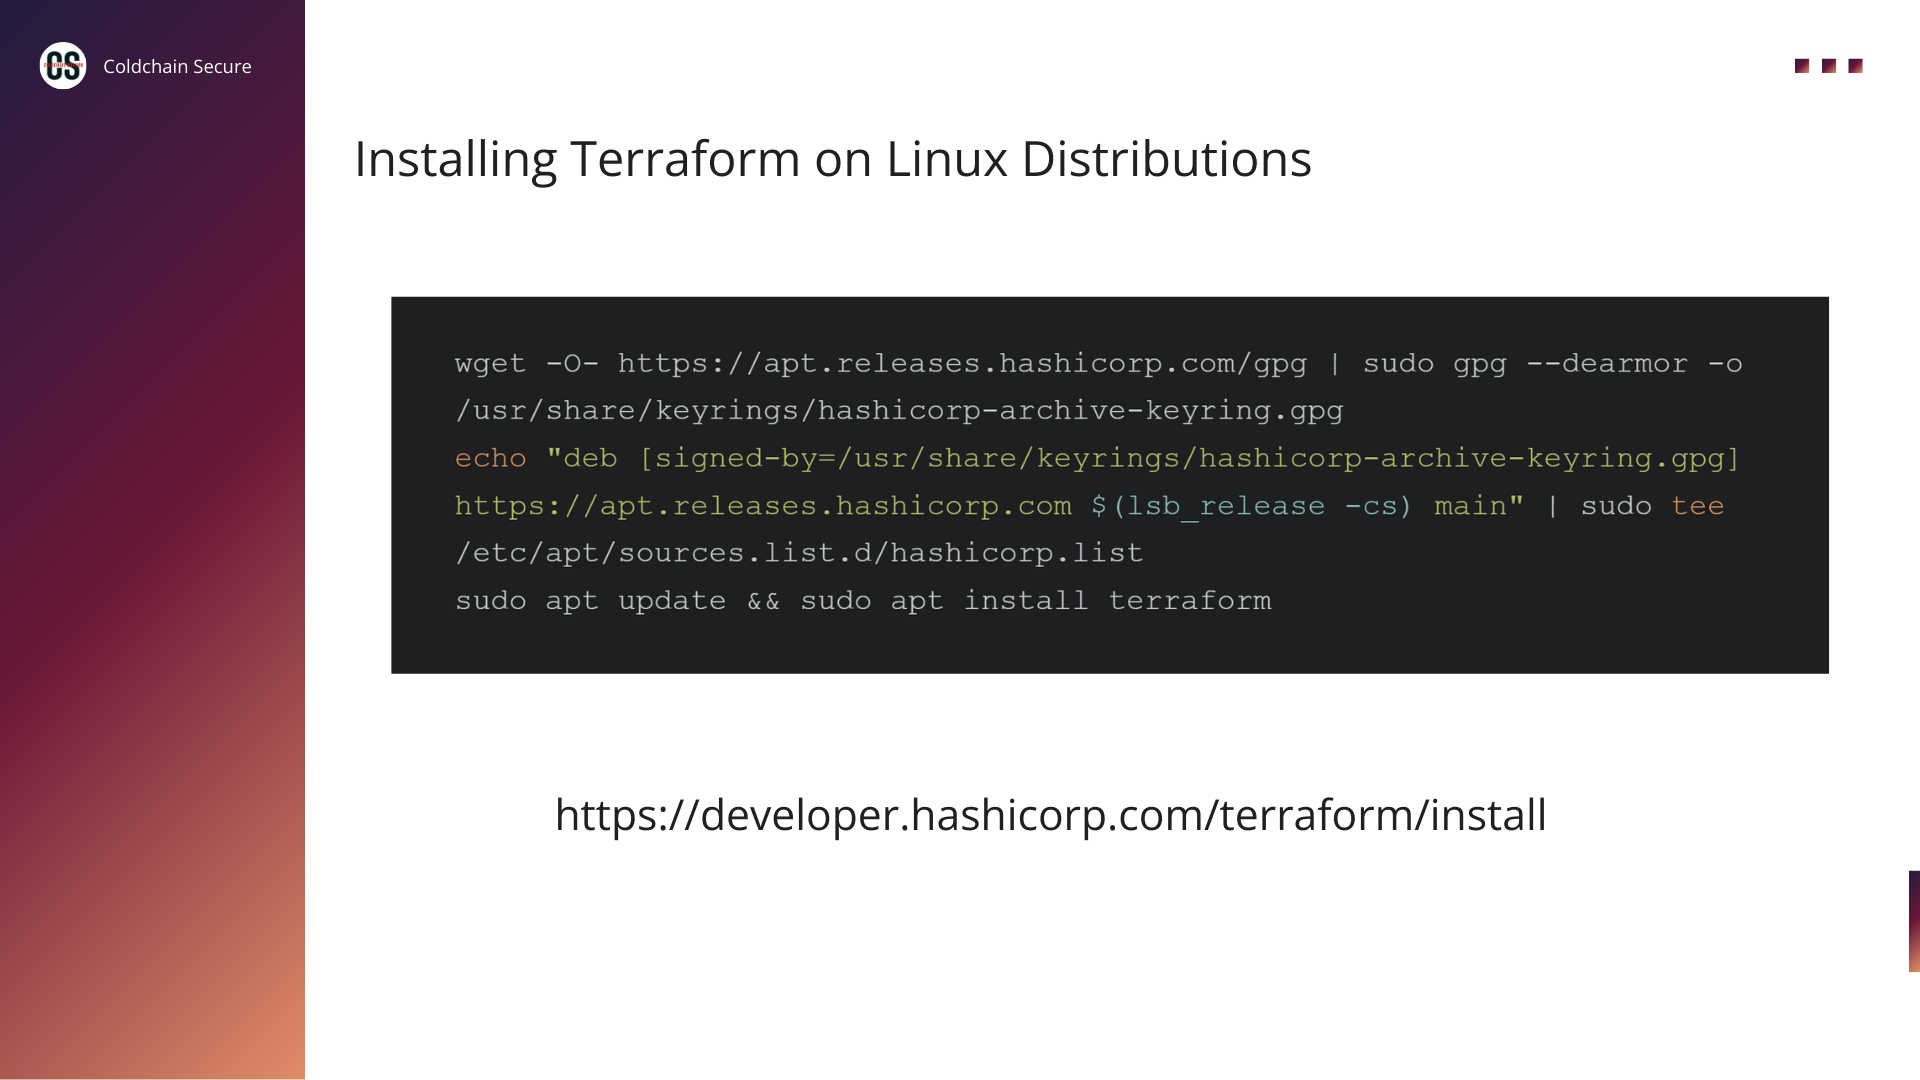 CS
Coldchain Secure
Installing Terraform on Linux Distributions
wget -O- https://apt.releases.hashicorp.com/gpg | sudo gpg --dearmor -o
/usr/share/keyrings/hashicorp-archive-keyring.gpg
echo "deb [signed-by=/usr/share/keyrings/hashicorp-archive-keyring.gpg]
https://apt.releases.hashicorp.com $(lsb_release -cs) main" | sudo tee
/etc/apt/sources.list.d/hashicorp.list
sudo apt update && sudo apt install terraform
https://developer.hashicorp.com/terraform/install